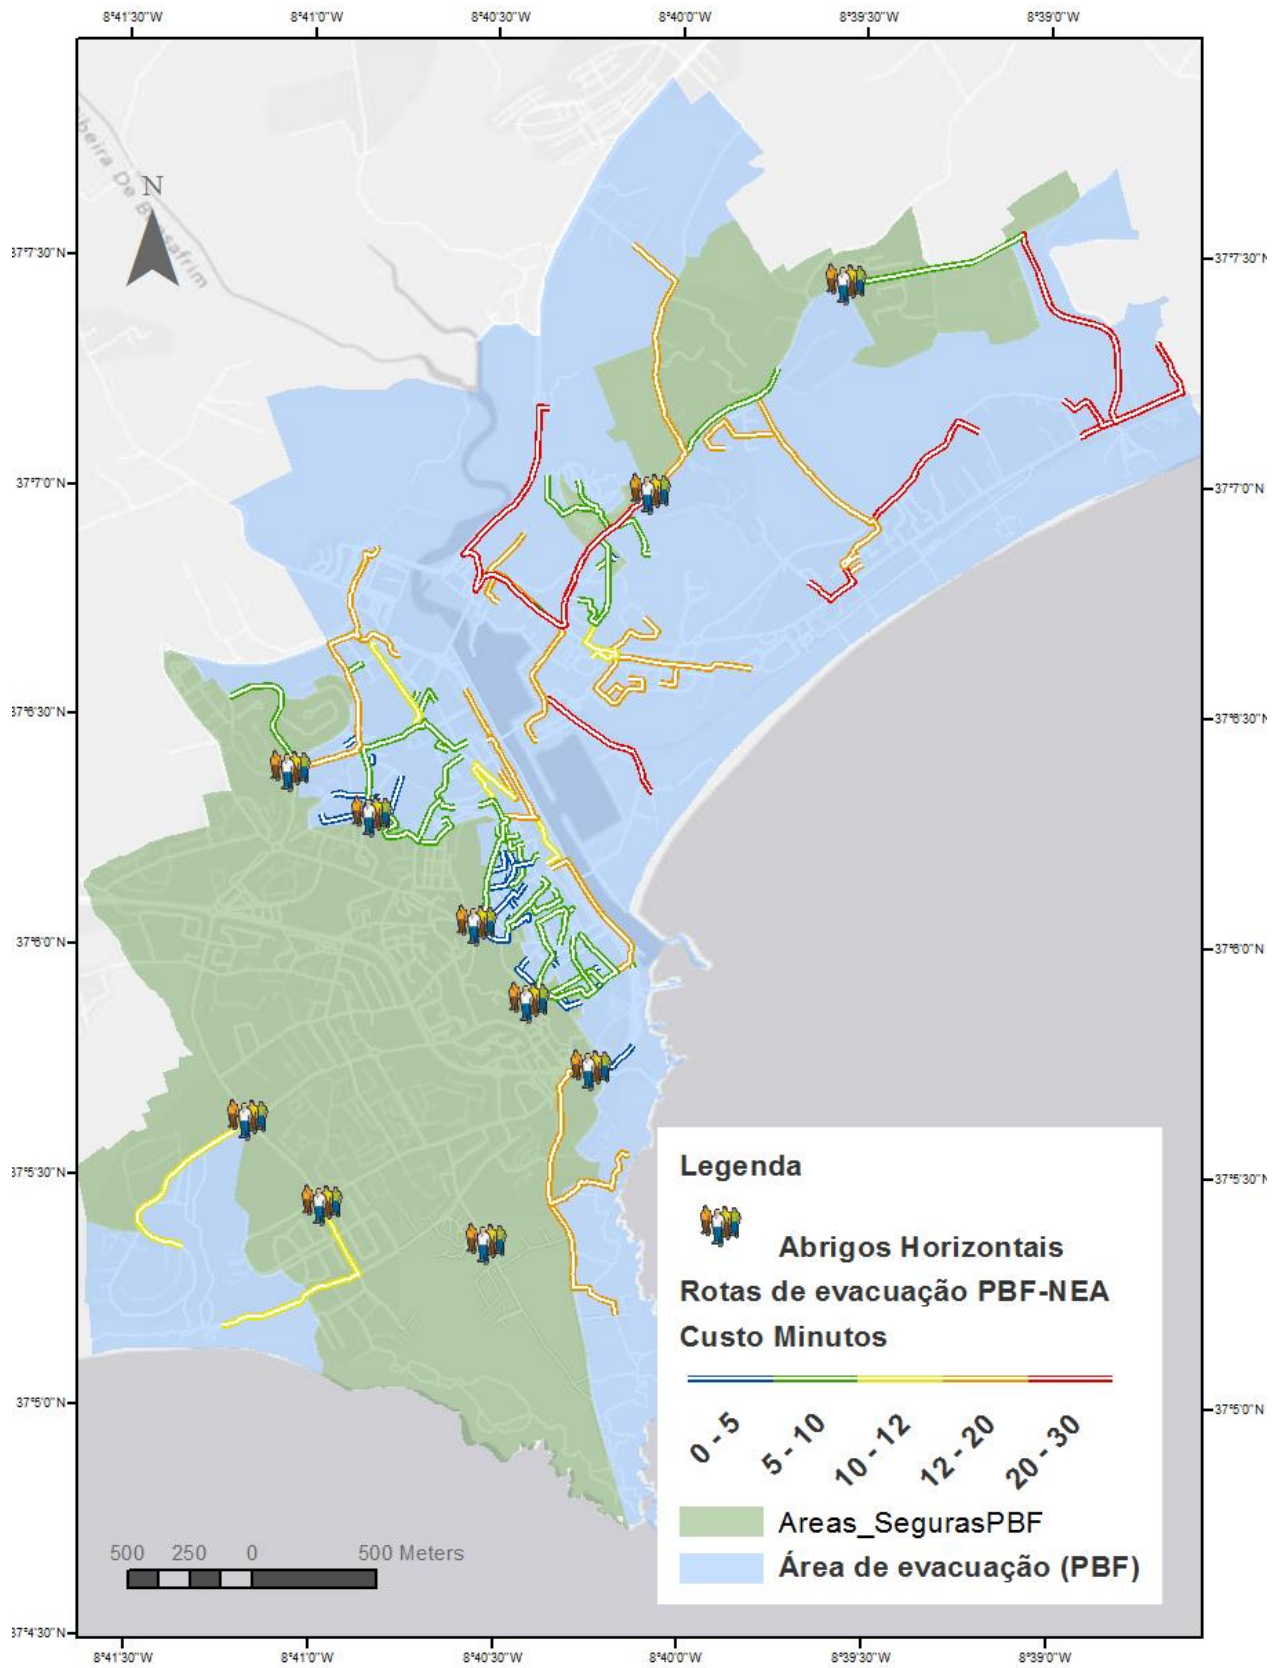 8°41'30"W 8°41'0"W 8°40'30"W 8°40'0"W 8°39'30"W 8°39'0"W
N
37°7'30"N
37°7'30"N
37°7'0"N
37°7'0"N
37°6'30"N
37°6'30"N
37°6'0"N
37°6'0"N
37°5'30"N
37°5'30"N
37°5'0"N
37°5'0"N
37°4'30"N
Legenda
Abrigos Horizontais
Rotas de evacuação PBF-NEA
Custo Minutos
0 - 5
5 - 10
10 - 12
12 - 20
20 - 30
Areas_SegurasPBF
Área de evacuação (PBF)
500 250 0 500 Meters
8°41'30"W 8°41'0"W 8°40'30"W 8°40'0"W 8°39'30"W 8°39'0"W